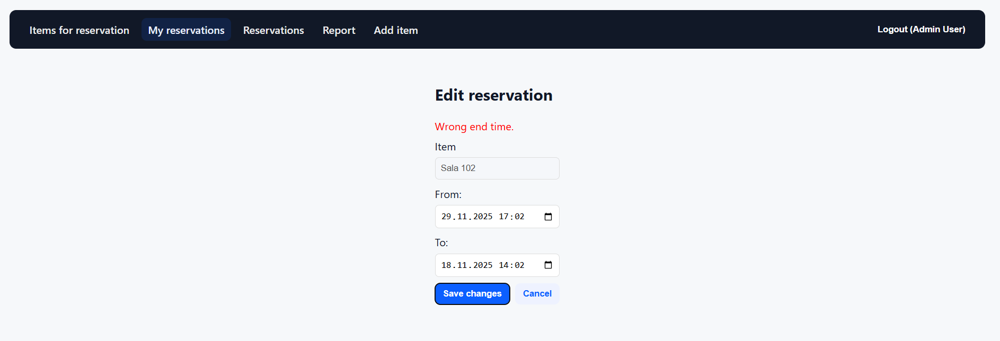 Items for reservation My reservations Reservations Report Add item Logout (Admin User)
Edit reservation
Wrong end time.
Item
Sala 102
From:
29.11.2025 17:02
To:
18.11.2025 14:02
Save changes Cancel